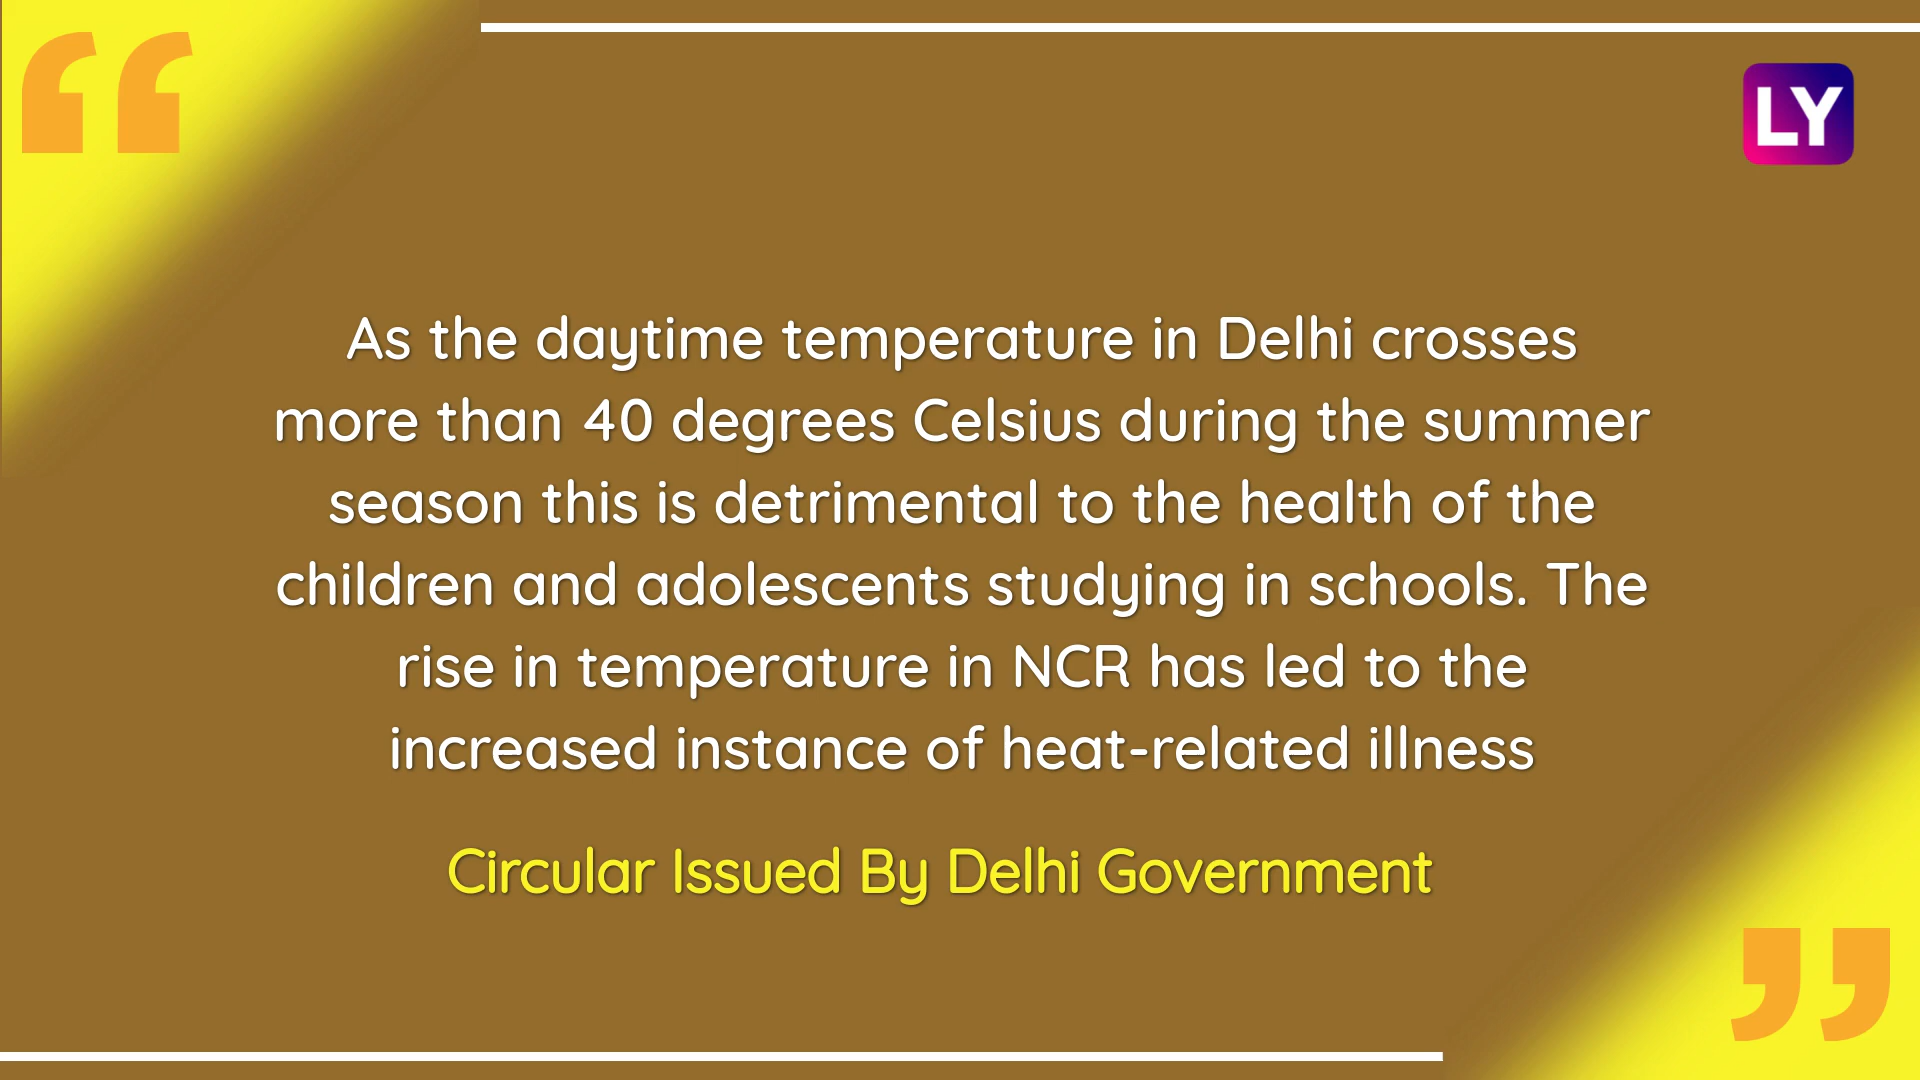 LY
As the daytime temperature in Delhi crosses
more than 40 degrees Celsius during the summer
season this is detrimental to the health of the
children and adolescents studying in schools. The
rise in temperature in NCR has led to the
increased instance of heat-related illness
Circular Issued By Delhi Government